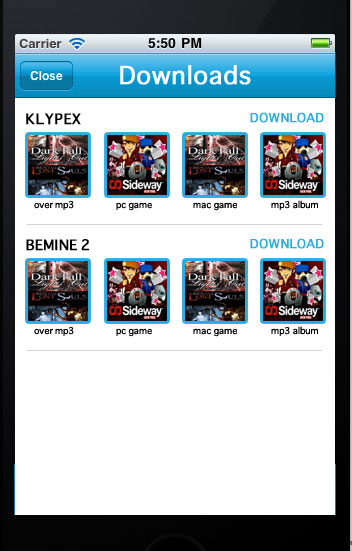 Carrier 5:50 PM
Close Downloads
KLYPEX DOWNLOAD
Dark Fall Sideway Dark Fall Sideway
Lights Out Lights Out
Lost Souls Lost Souls
over mp3 pc game mac game mp3 album
BEMINE 2 DOWNLOAD
Dark Fall Sideway Dark Fall Sideway
Lights Out Lights Out
Lost Souls Lost Souls
over mp3 pc game mac game mp3 album